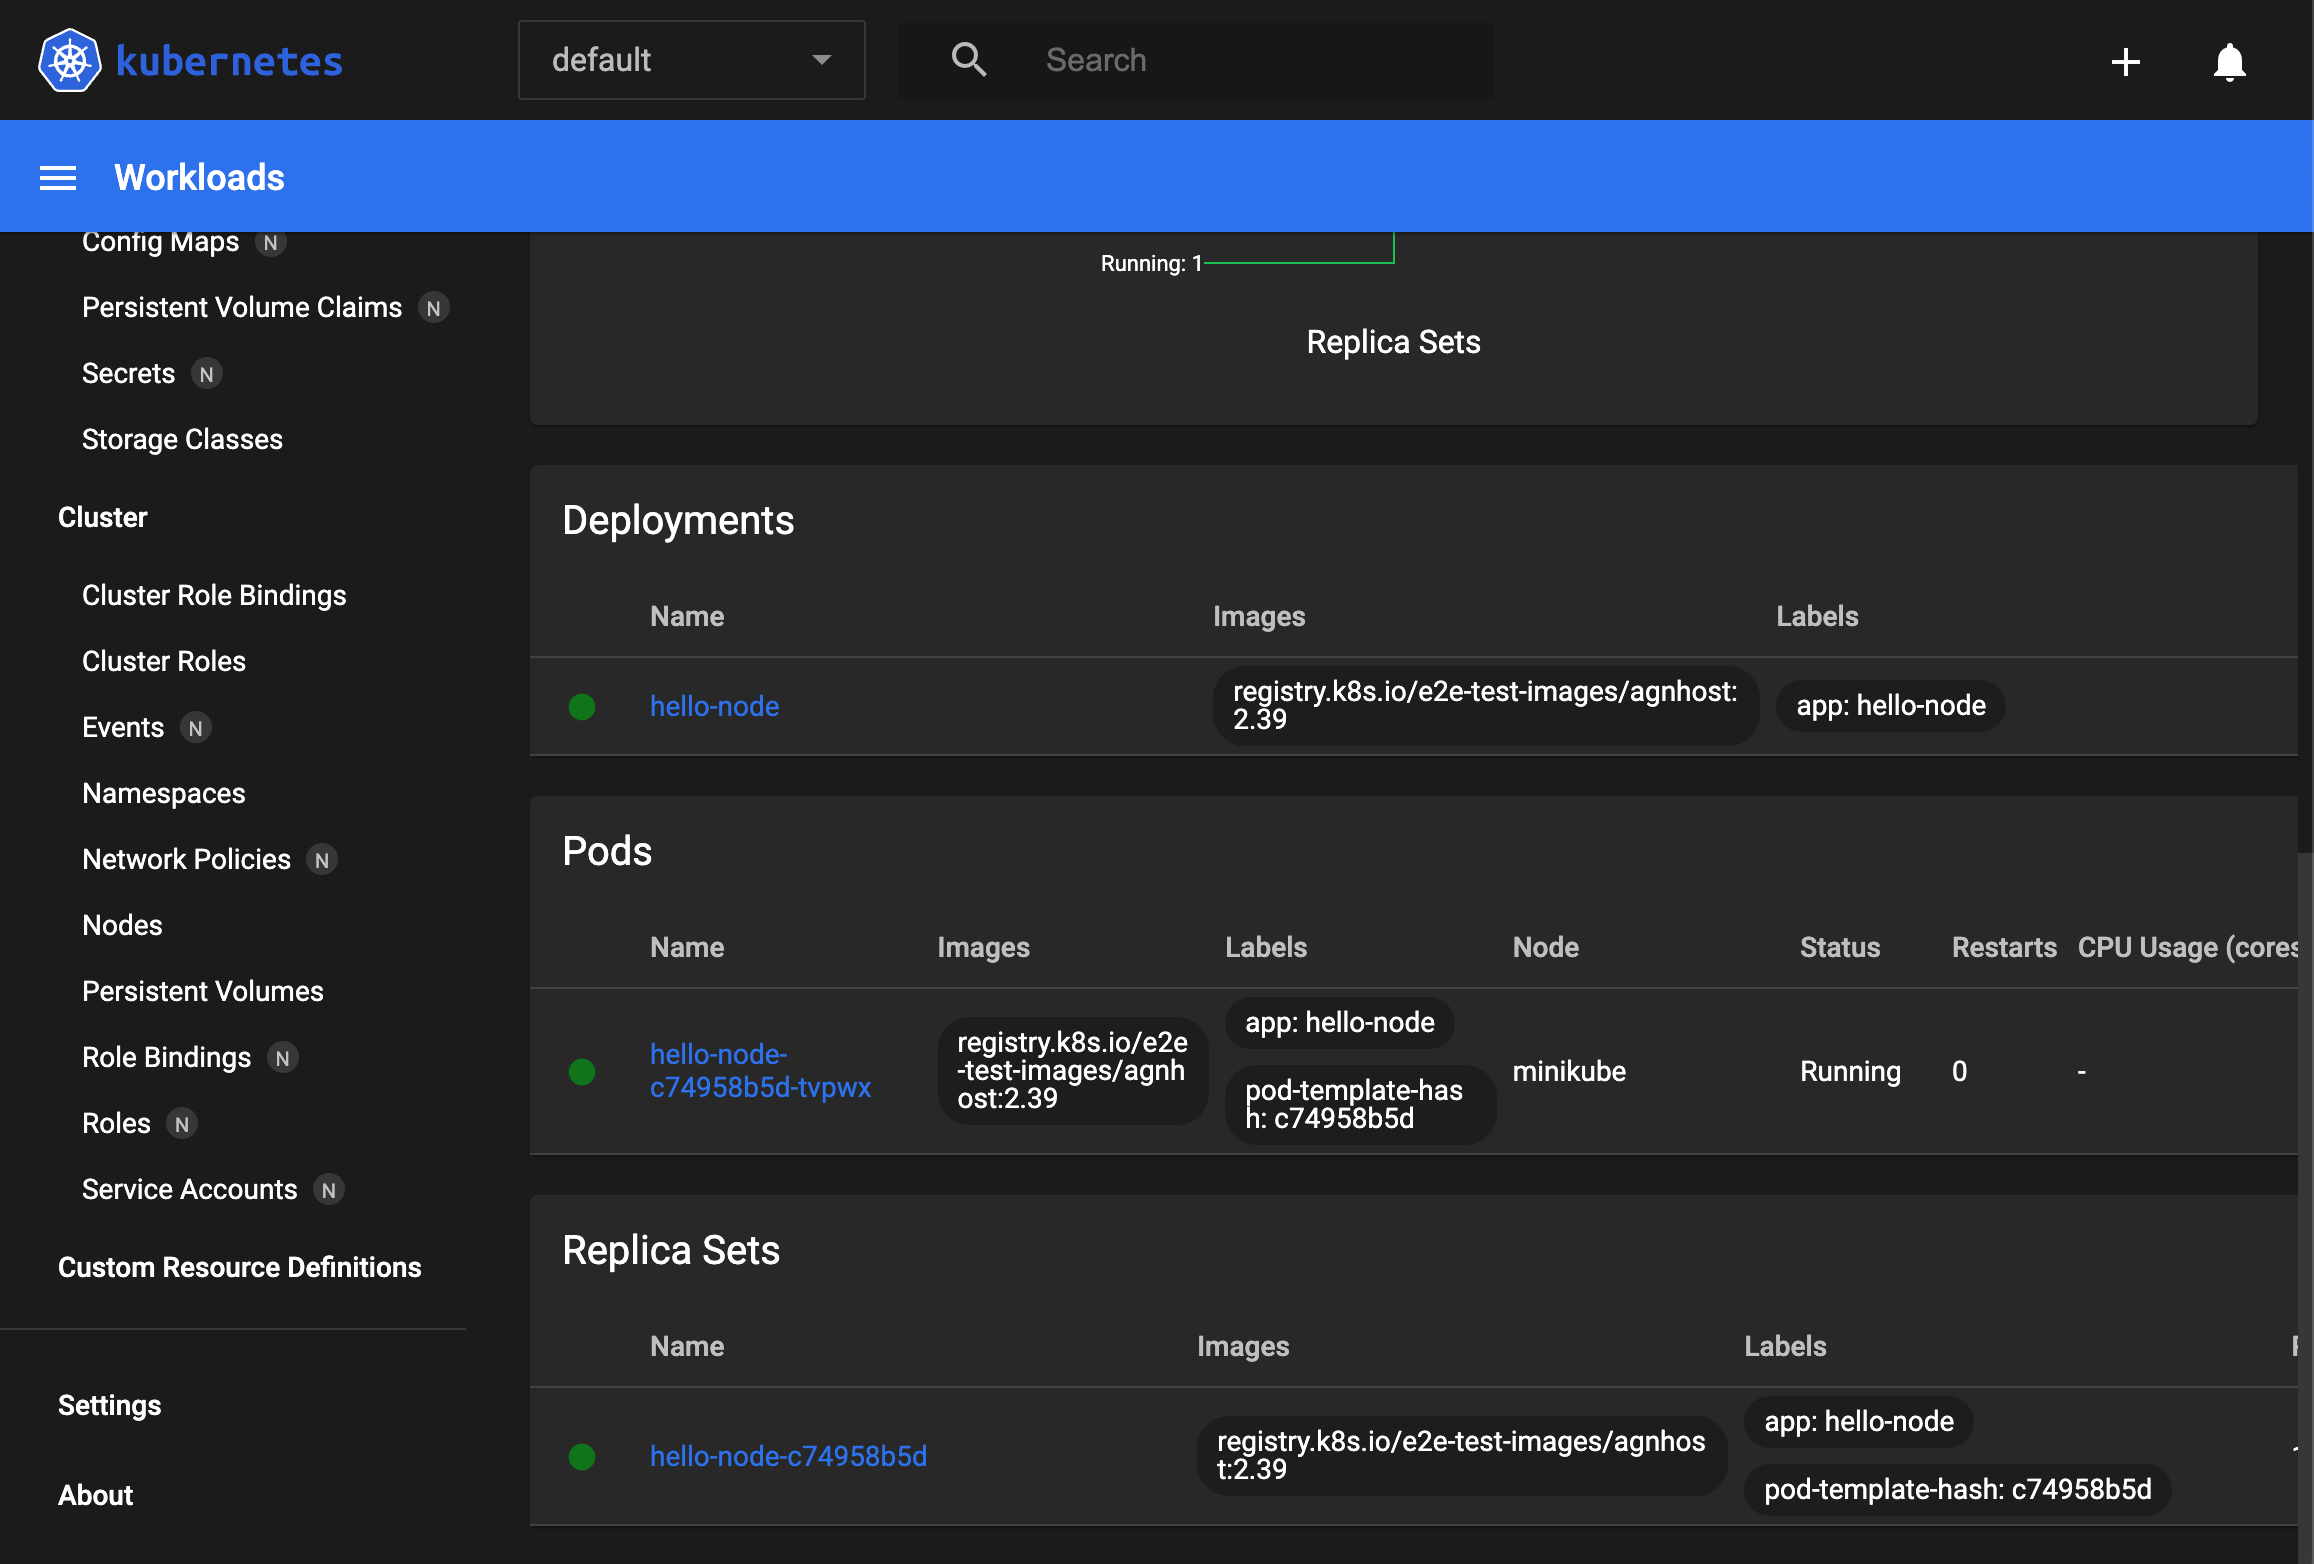 kubernetes
default
Search
Workloads
Config Maps N
Persistent Volume Claims N
Secrets N
Storage Classes
Cluster
Cluster Role Bindings
Cluster Roles
Events N
Namespaces
Network Policies N
Nodes
Persistent Volumes
Role Bindings N
Roles N
Service Accounts N
Custom Resource Definitions
Settings
About
Running: 1
Replica Sets
Deployments
Name Images Labels
hello-node
registry.k8s.io/e2e-test-images/agnhost:
2.39
app: hello-node
Pods
Name Images Labels Node Status Restarts CPU Usage (cores
hello-node-
c74958b5d-tvpwx
registry.k8s.io/e2e
-test-images/agnh
ost:2.39
app: hello-node
pod-template-has
h: c74958b5d
minikube
Running
0
-
Replica Sets
Name Images Labels
hello-node-c74958b5d
registry.k8s.io/e2e-test-images/agnhos
t:2.39
app: hello-node
pod-template-hash: c74958b5d